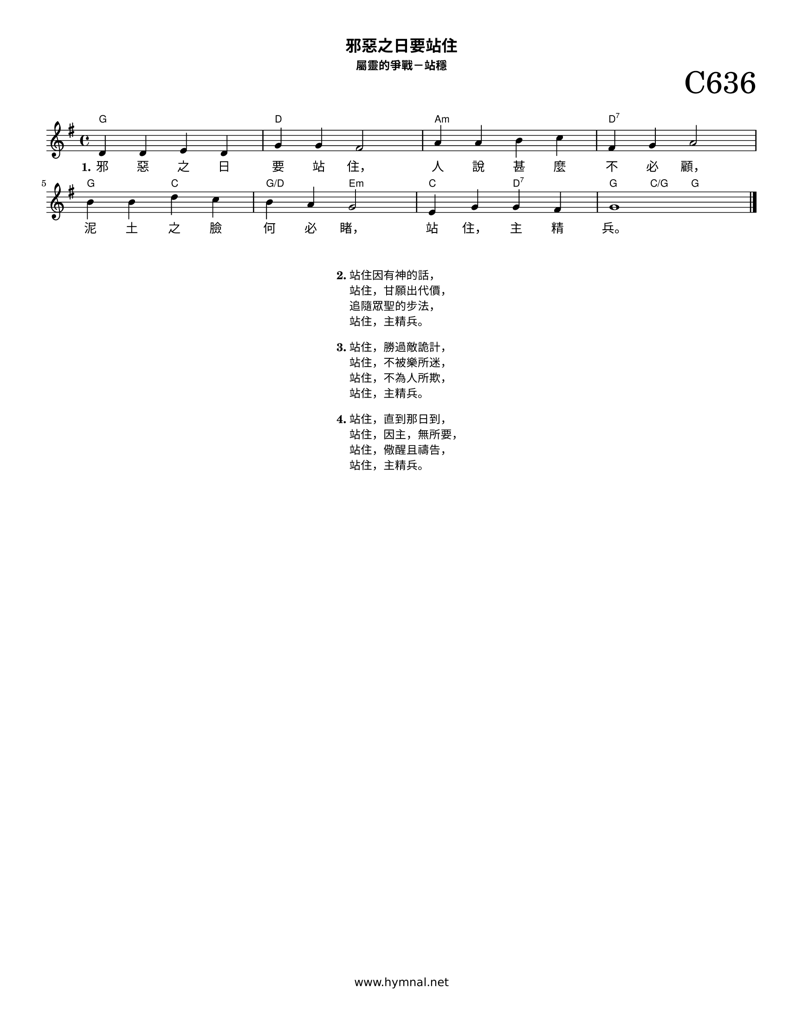 邪惡之日要站住
屬靈的爭戰－站穩
C636
G D Am D7
1. 邪 惡 之 日 要 站 住， 人 說 甚 麼 不 必 顧，
5 G C G/D Em C D7 G C/G G
泥 土 之 臉 何 必 睹， 站 住， 主 精 兵。
2. 站住因有神的話，
站住，甘願出代價，
追隨眾聖的步法，
站住，主精兵。
3. 站住，勝過敵詭計，
站住，不被樂所迷，
站住，不為人所欺，
站住，主精兵。
4. 站住，直到那日到，
站住，因主，無所要，
站住，儆醒且禱告，
站住，主精兵。
www.hymnal.net